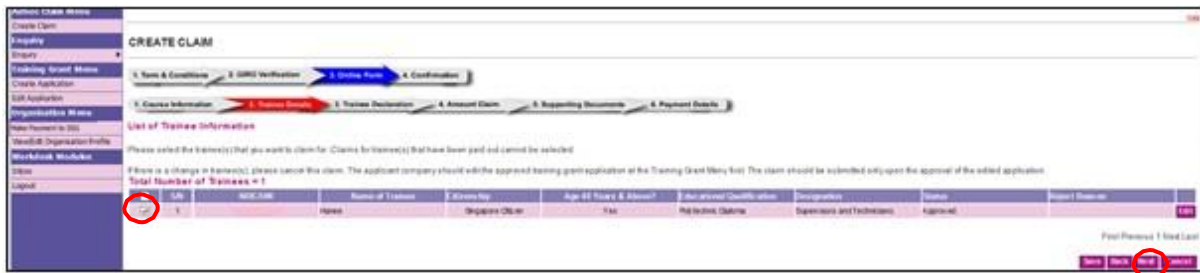 Create Claim
Enquiry
Enquiry
Training Grant Menu
Create Application
Edit Application
Organisation Menu
Make Payment to
View/Edit Organisation Profile
Worklist Modules
Inbox
Logout
CREATE CLAIM
1. Term & Conditions 2. GIRO Verification 3. Online Form 4. Confirmation
1. Course Information 2. Trainee Details 3. Trainee Declaration 4. Amount Claim 5. Supporting Documents 6. Payment Details
List of Trainee Information
Please select the trainee(s) that you want to claim for. Claims for trainee(s) that have been paid out cannot be selected.
If there is a change in trainee(s), please cancel this claim. The applicant company should edit the approved training grant application at the Training Grant Menu first. The claim should be submitted only upon the approval of the edited application.
Total Number of Trainees = 1
S/N Name of Trainee Citizenship Age 40 Years & Above? Educational Qualification Designation Status Reject Reason
1 Name Singapore Citizen Yes Polytechnic Diploma Supervisors and Technicians Approved Edit
First Previous 1 Next Last
Save Back Next Cancel